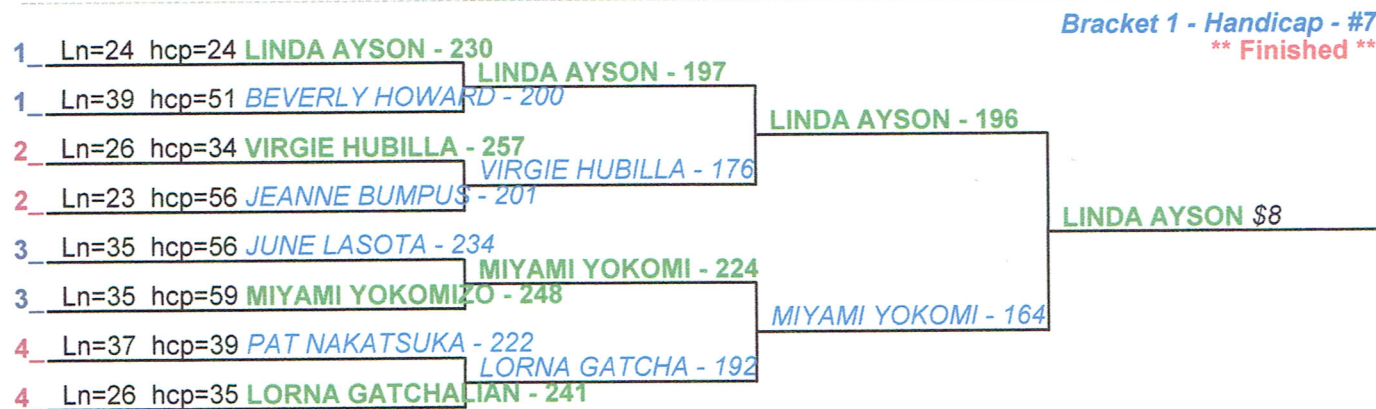 Bracket 1 - Handicap - #7
** Finished **
1_ Ln=24 hcp=24 LINDA AYSON - 230
LINDA AYSON - 197
1_ Ln=39 hcp=51 BEVERLY HOWARD - 200
LINDA AYSON - 196
2_ Ln=26 hcp=34 VIRGIE HUBILLA - 257
VIRGIE HUBILLA - 176
2_ Ln=23 hcp=56 JEANNE BUMPUS - 201
LINDA AYSON $8
3_ Ln=35 hcp=56 JUNE LASOTA - 234
MIYAMI YOKOMI - 224
3_ Ln=35 hcp=59 MIYAMI YOKOMIZO - 248
MIYAMI YOKOMI - 164
4_ Ln=37 hcp=39 PAT NAKATSUKA - 222
LORNA GATCHA - 192
4 Ln=26 hcp=35 LORNA GATCHALIAN - 241